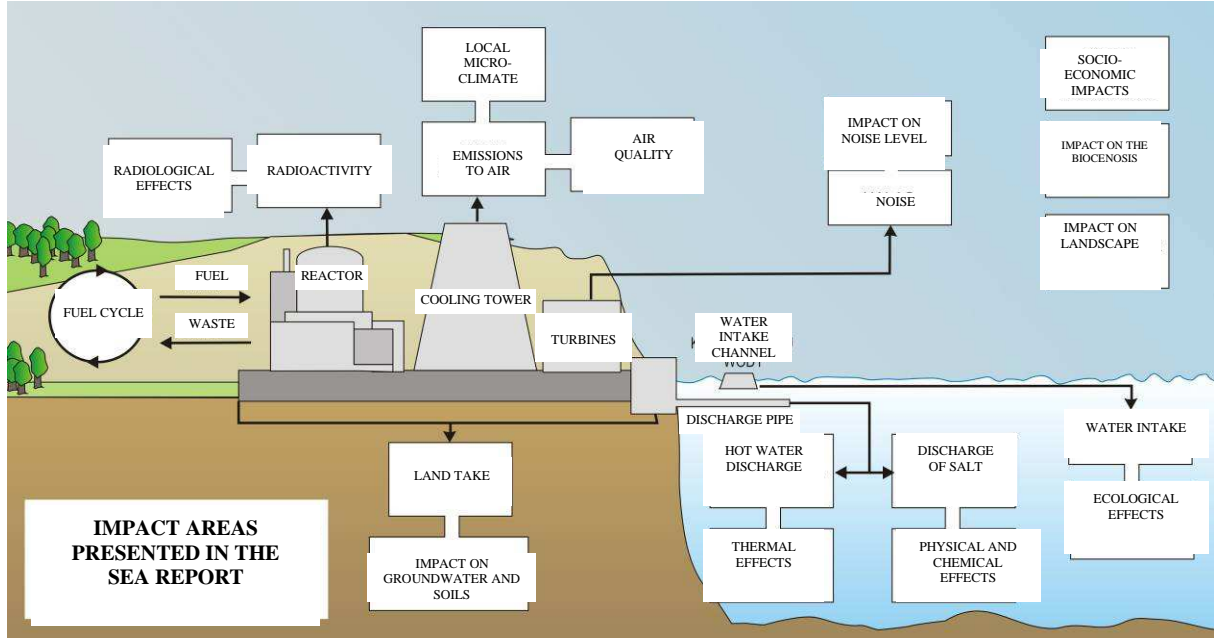 LOCAL
MICRO-
CLIMATE
SOCIO-
ECONOMIC
IMPACTS
IMPACT ON
NOISE LEVEL
AIR
QUALITY
EMISSIONS
TO AIR
RADIOLOGICAL
EFFECTS
RADIOACTIVITY
IMPACT ON THE
BIOCENOSIS
NOISE
IMPACT ON
LANDSCAPE
FUEL
REACTOR
COOLING TOWER
FUEL CYCLE
WASTE
TURBINES
WATER
INTAKE
CHANNEL
DISCHARGE PIPE
WATER INTAKE
HOT WATER
DISCHARGE
DISCHARGE
OF SALT
LAND
TAKE
ECOLOGICAL
EFFECTS
IMPACT AREAS
PRESENTED IN THE
SEA REPORT
THERMAL
EFFECTS
PHYSICAL AND
CHEMICAL
EFFECTS
IMPACT ON
GROUNDWATER AND
SOILS